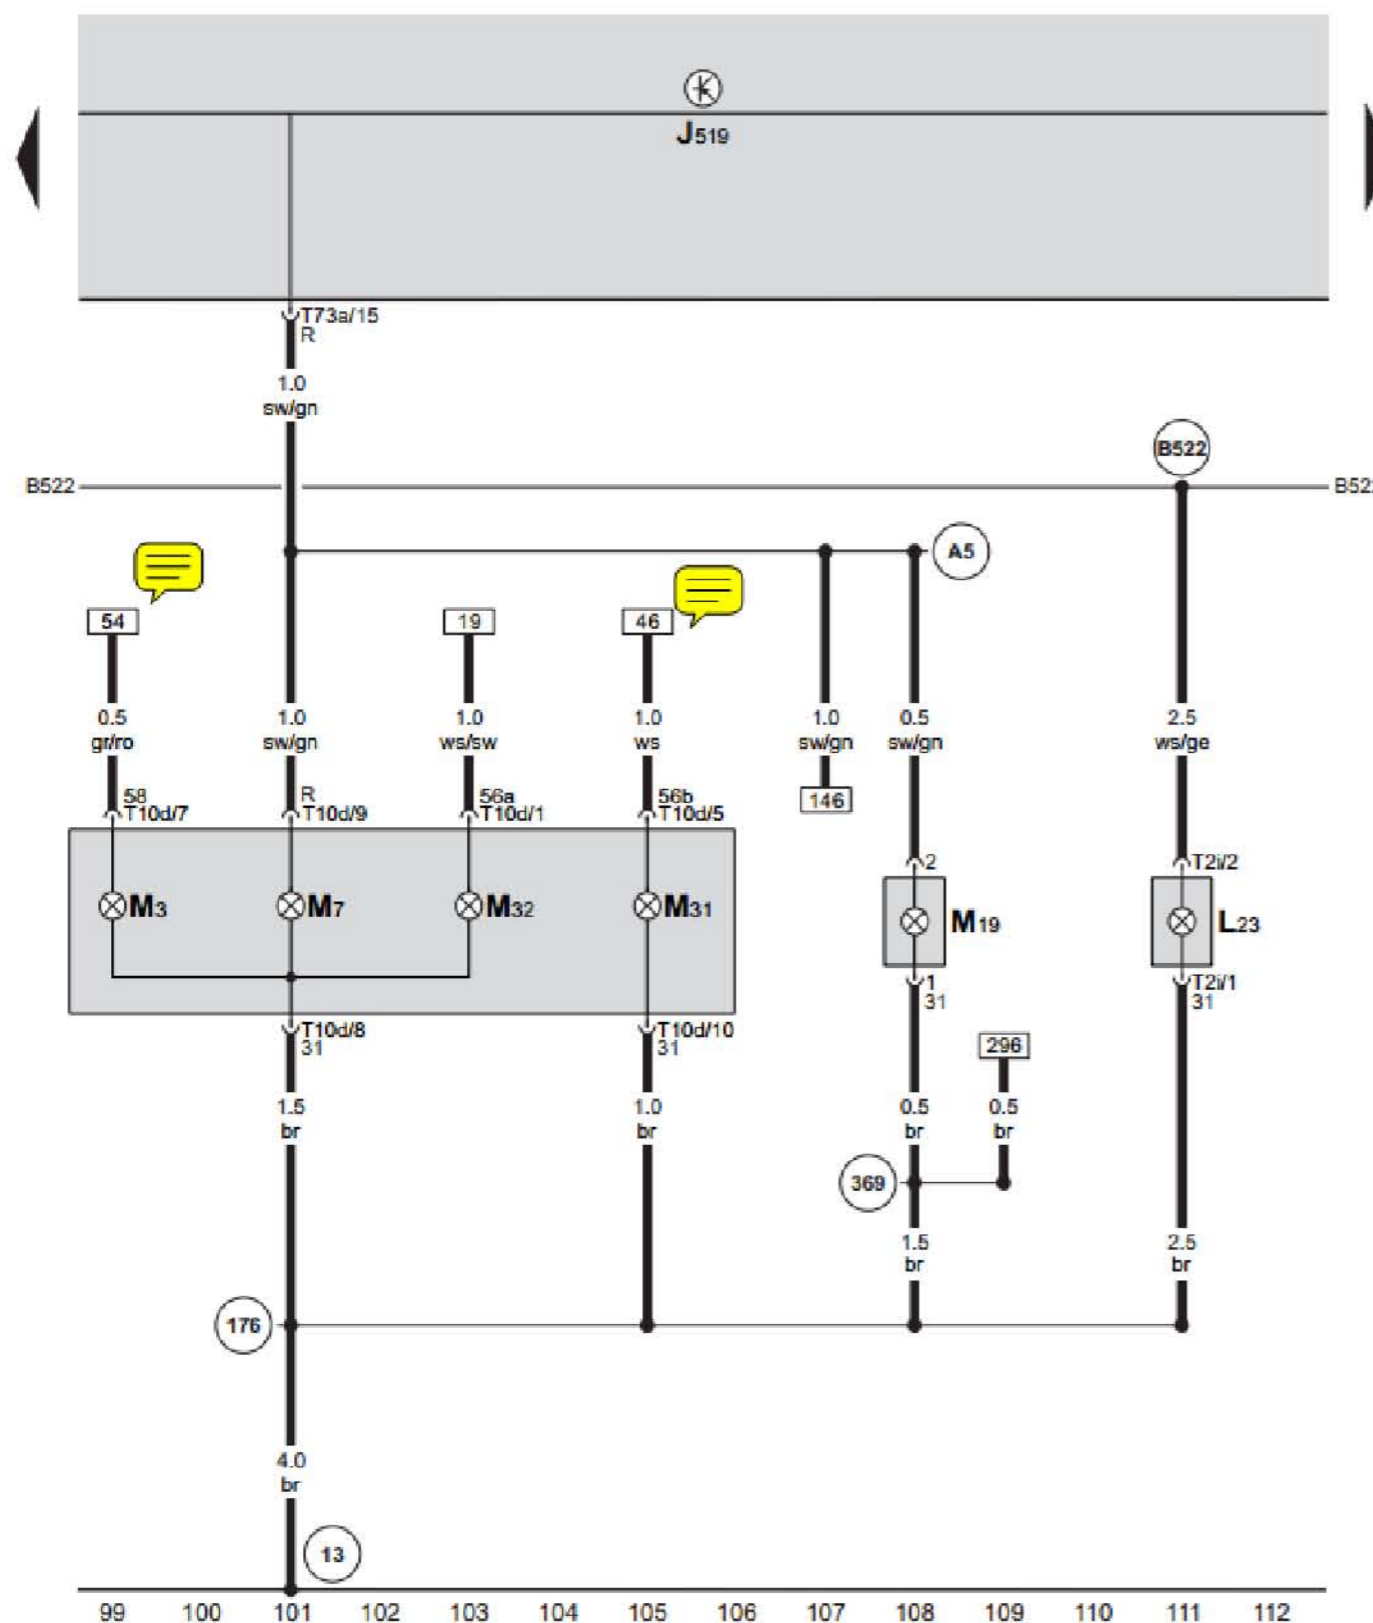 J519
T73a/15
R
1.0
sw/gn
B522
B522
B52
A5
54
19
46
0.5
gr/ro
1.0
sw/gn
1.0
ws/sw
1.0
ws
1.0
sw/gn
0.5
sw/gn
2.5
ws/ge
58
T10d/7
R
T10d/9
56a
T10d/1
56b
T10d/5
146
2
T2i/2
M3
M7
M32
M31
M19
L23
1
31
T2i/1
31
T10d/8
31
T10d/10
31
296
1.5
br
1.0
br
0.5
br
0.5
br
369
1.5
br
2.5
br
176
4.0
br
13
99 100 101 102 103 104 105 106 107 108 109 110 111 112